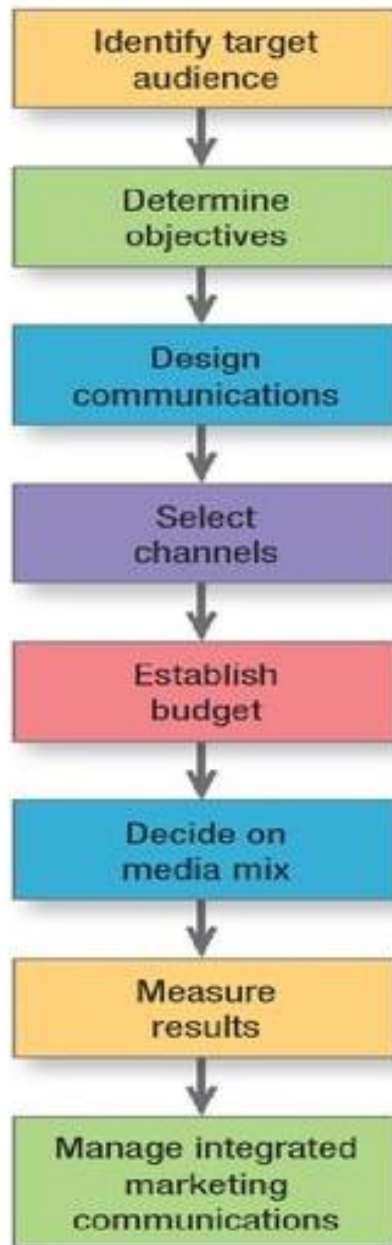 Identify target
audience
Determine
objectives
Design
communications
Select
channels
Establish
budget
Decide on
media mix
Measure
results
Manage integrated
marketing
communications